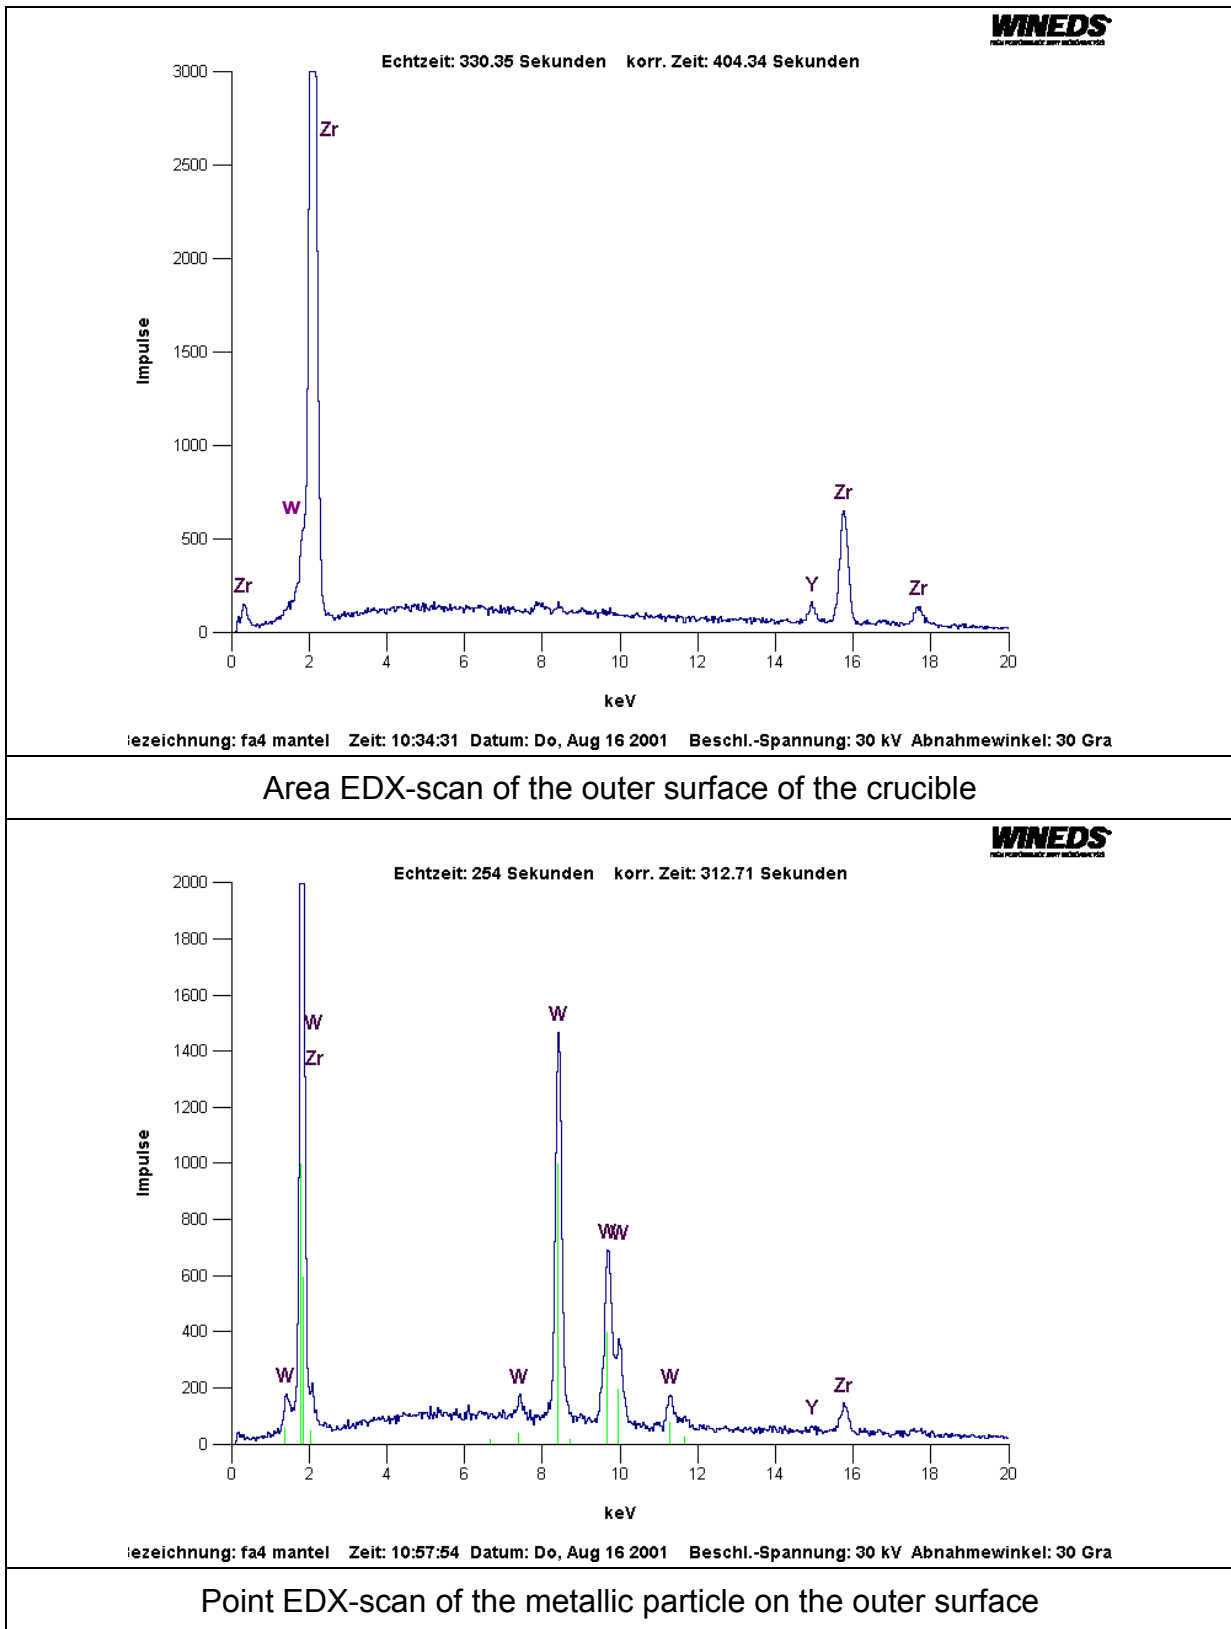 WINEDS
Echtzeit: 330.35 Sekunden korr. Zeit: 404.34 Sekunden
3000
2500
2000
1500
1000
500
0
Impulse
Zr
W
Zr
Y
Zr
Zr
0 2 4 6 8 10 12 14 16 18 20
keV
ezeichnung: fa4 mantel Zeit: 10:34:31 Datum: Do, Aug 16 2001 Beschl.-Spannung: 30 kV Abnahmewinkel: 30 Gra
Area EDX-scan of the outer surface of the crucible
WINEDS
Echtzeit: 254 Sekunden korr. Zeit: 312.71 Sekunden
2000
1800
1600
1400
1200
1000
800
600
400
200
0
Impulse
W
Zr
W
W
W
W W
W
Y
Zr
0 2 4 6 8 10 12 14 16 18 20
keV
ezeichnung: fa4 mantel Zeit: 10:57:54 Datum: Do, Aug 16 2001 Beschl.-Spannung: 30 kV Abnahmewinkel: 30 Gra
Point EDX-scan of the metallic particle on the outer surface